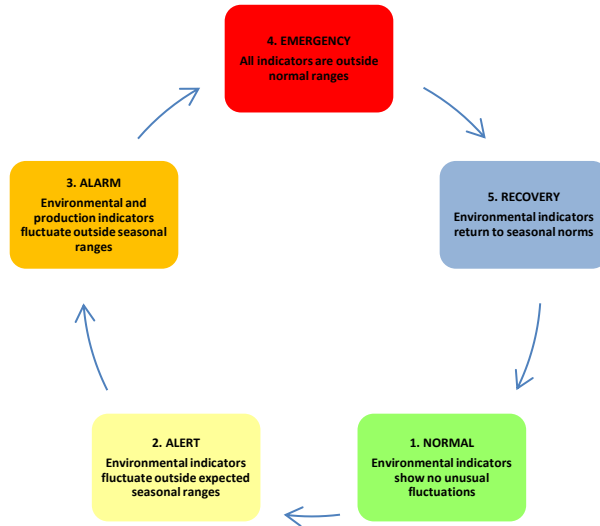 4. EMERGENCY
All indicators are outside
normal ranges
3. ALARM
Environmental and
production indicators
fluctuate outside seasonal
ranges
5. RECOVERY
Environmental indicators
return to seasonal norms
2. ALERT
Environmental indicators
fluctuate outside expected
seasonal ranges
1. NORMAL
Environmental indicators
show no unusual
fluctuations